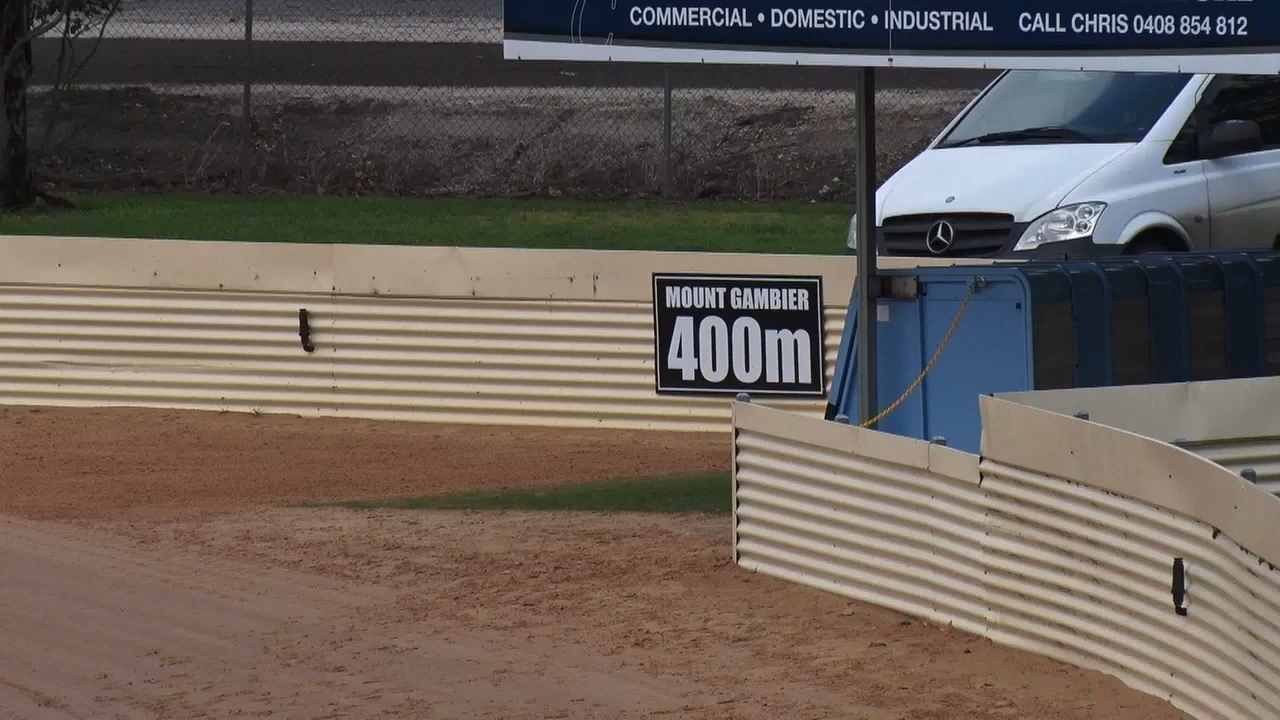 COMMERCIAL • DOMESTIC • INDUSTRIAL CALL CHRIS 0408 854 812
MOUNT GAMBIER
400m